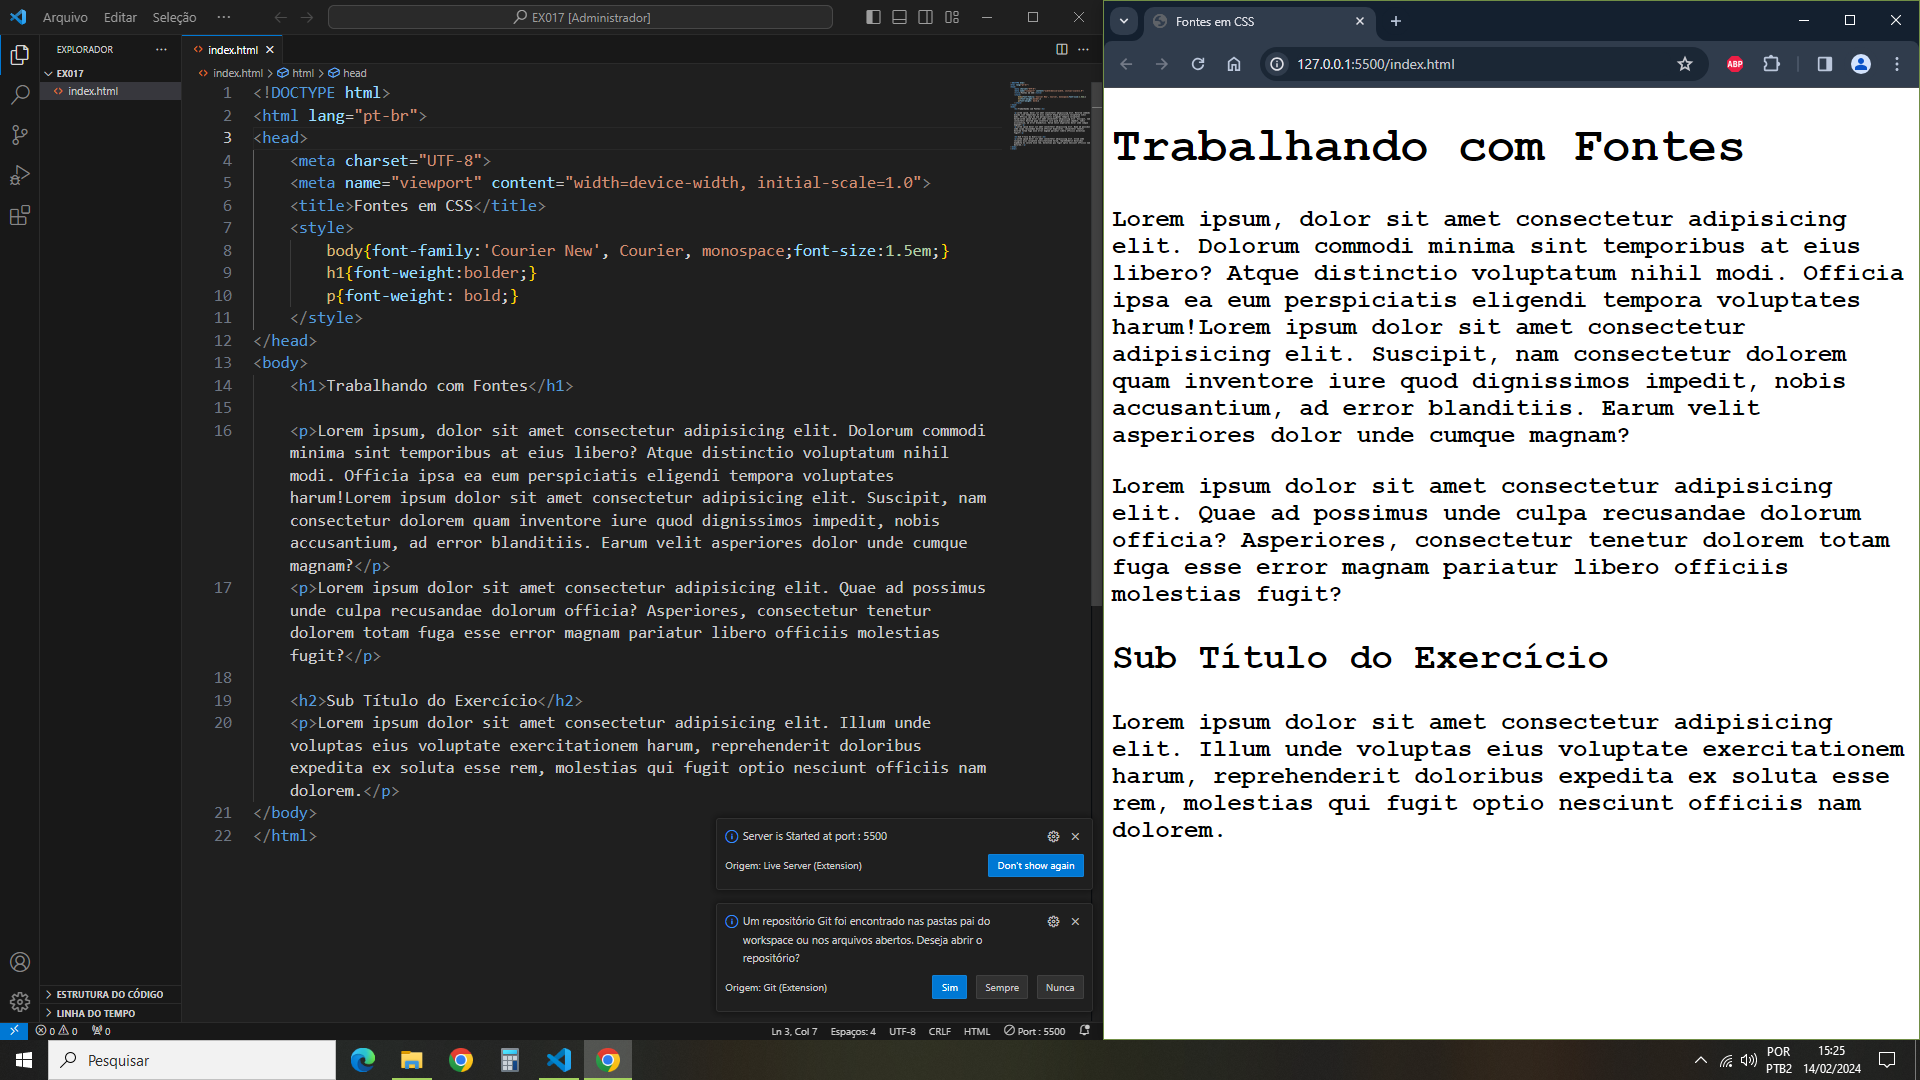 Arquivo Editar Seleção ···
EX017 [Administrador]
EXPLORADOR ···
EX017
index.html
index.html
index.html > html > head
1 <!DOCTYPE html>
2 <html lang="pt-br">
3 <head>
4 <meta charset="UTF-8">
5 <meta name="viewport" content="width=device-width, initial-scale=1.0">
6 <title>Fontes em CSS</title>
7 <style>
8 body{font-family:'Courier New', Courier, monospace;font-size:1.5em;}
9 h1{font-weight:bolder;}
10 p{font-weight: bold;}
11 </style>
12 </head>
13 <body>
14 <h1>Trabalhando com Fontes</h1>
15
16 <p>Lorem ipsum, dolor sit amet consectetur adipisicing elit. Dolorum commodi
minima sint temporibus at eius libero? Atque distinctio voluptatum nihil
modi. Officia ipsa ea eum perspiciatis eligendi tempora voluptates
harum!Lorem ipsum dolor sit amet consectetur adipisicing elit. Suscipit, nam
consectetur dolorem quam inventore iure quod dignissimos impedit, nobis
accusantium, ad error blanditiis. Earum velit asperiores dolor unde cumque
magnam?</p>
17 <p>Lorem ipsum dolor sit amet consectetur adipisicing elit. Quae ad possimus
unde culpa recusandae dolorum officia? Asperiores, consectetur tenetur
dolorem totam fuga esse error magnam pariatur libero officiis molestias
fugit?</p>
18
19 <h2>Sub Título do Exercício</h2>
20 <p>Lorem ipsum dolor sit amet consectetur adipisicing elit. Illum unde
voluptas eius voluptate exercitationem harum, reprehenderit doloribus
expedita ex soluta esse rem, molestias qui fugit optio nesciunt officiis nam
dolorem.</p>
21 </body>
22 </html>
Server is Started at port : 5500
Origem: Live Server (Extension)
Don't show again
Um repositório Git foi encontrado nas pastas pai do
workspace ou nos arquivos abertos. Deseja abrir o
repositório?
Origem: Git (Extension)
Sim Sempre Nunca
ESTRUTURA DO CÓDIGO
LINHA DO TEMPO
0 0 0
Ln 3, Col 7 Espaços: 4 UTF-8 CRLF HTML Port : 5500
Fontes em CSS
127.0.0.1:5500/index.html
ABP
Trabalhando com Fontes
Lorem ipsum, dolor sit amet consectetur adipisicing
elit. Dolorum commodi minima sint temporibus at eius
libero? Atque distinctio voluptatum nihil modi. Officia
ipsa ea eum perspiciatis eligendi tempora voluptates
harum!Lorem ipsum dolor sit amet consectetur
adipisicing elit. Suscipit, nam consectetur dolorem
quam inventore iure quod dignissimos impedit, nobis
accusantium, ad error blanditiis. Earum velit
asperiores dolor unde cumque magnam?
Lorem ipsum dolor sit amet consectetur adipisicing
elit. Quae ad possimus unde culpa recusandae dolorum
officia? Asperiores, consectetur tenetur dolorem totam
fuga esse error magnam pariatur libero officiis
molestias fugit?
Sub Título do Exercício
Lorem ipsum dolor sit amet consectetur adipisicing
elit. Illum unde voluptas eius voluptate exercitationem
harum, reprehenderit doloribus expedita ex soluta esse
rem, molestias qui fugit optio nesciunt officiis nam
dolorem.
Pesquisar
POR
PTB2
15:25
14/02/2024